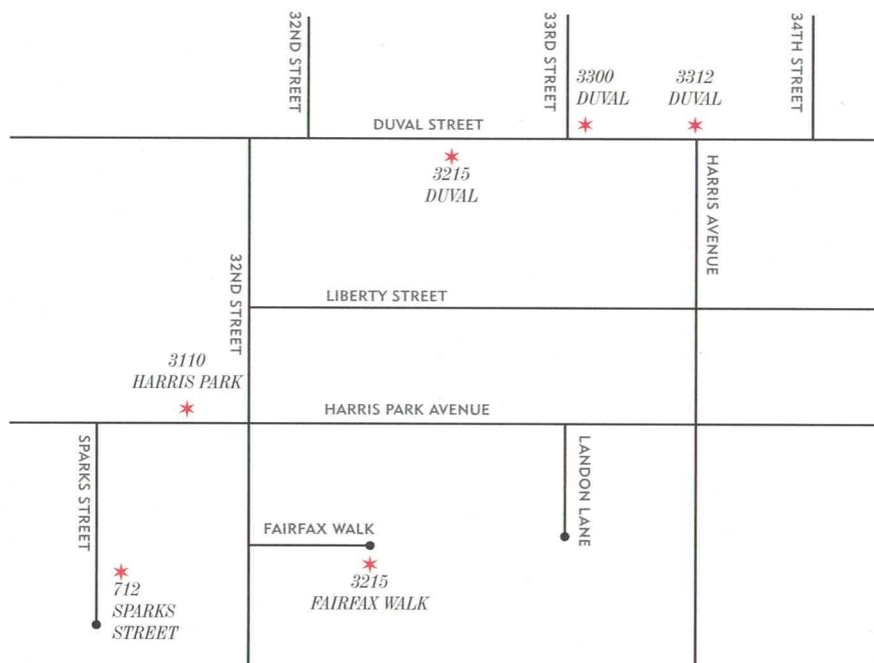 32ND STREET
33RD STREET
34TH STREET
3300
DUVAL
3312
DUVAL
DUVAL STREET
3215
DUVAL
HARRIS AVENUE
32ND STREET
LIBERTY STREET
3110
HARRIS PARK
HARRIS PARK AVENUE
SPARKS STREET
LANDON LANE
FAIRFAX WALK
3215
FAIRFAX WALK
712
SPARKS
STREET